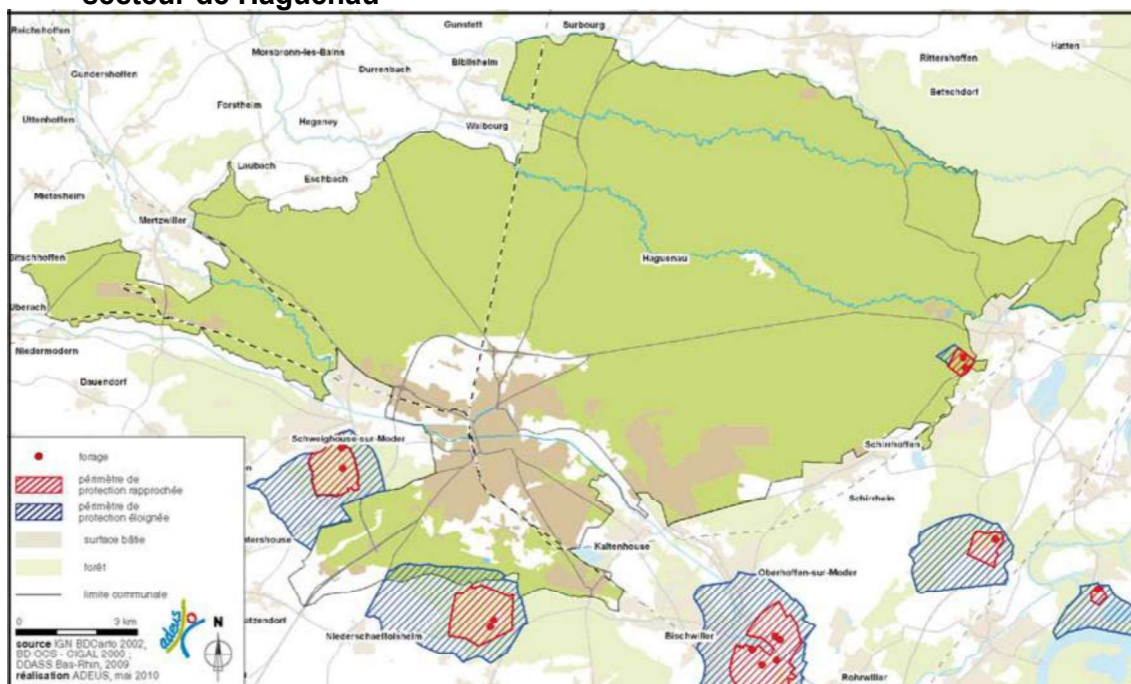 secteur de Haguenau
Reichshoffen
Gunstett
Surbourg
Morsbronn-les-Bains
Biblisheim
Rittershoffen
Hatten
Gundershoffen
Durrenbach
Betschdorf
Forstheim
Uttenhoffen
Hegeney
Walbourg
Laubach
Eschbach
Mietesheim
Mertzwiller
Bitschhoffen
Haguenau
Uberach
Niedermodern
Dauendorf
Schweighouse-sur-Moder
Schirrhoffen
Schirrhein
Kaltenhouse
Oberhoffen-sur-Moder
Niederschaeffolsheim
Bischwiller
Rohrwiller
forage
périmètre de
protection rapprochée
périmètre de
protection éloignée
surface bâtie
forêt
limite communale
0 3 km
adeus
N
source IGN BDCarto 2002,
BD OCS - CIGAL 2000 ;
DDASS Bas-Rhin, 2009
réalisation ADEUS, mai 2010